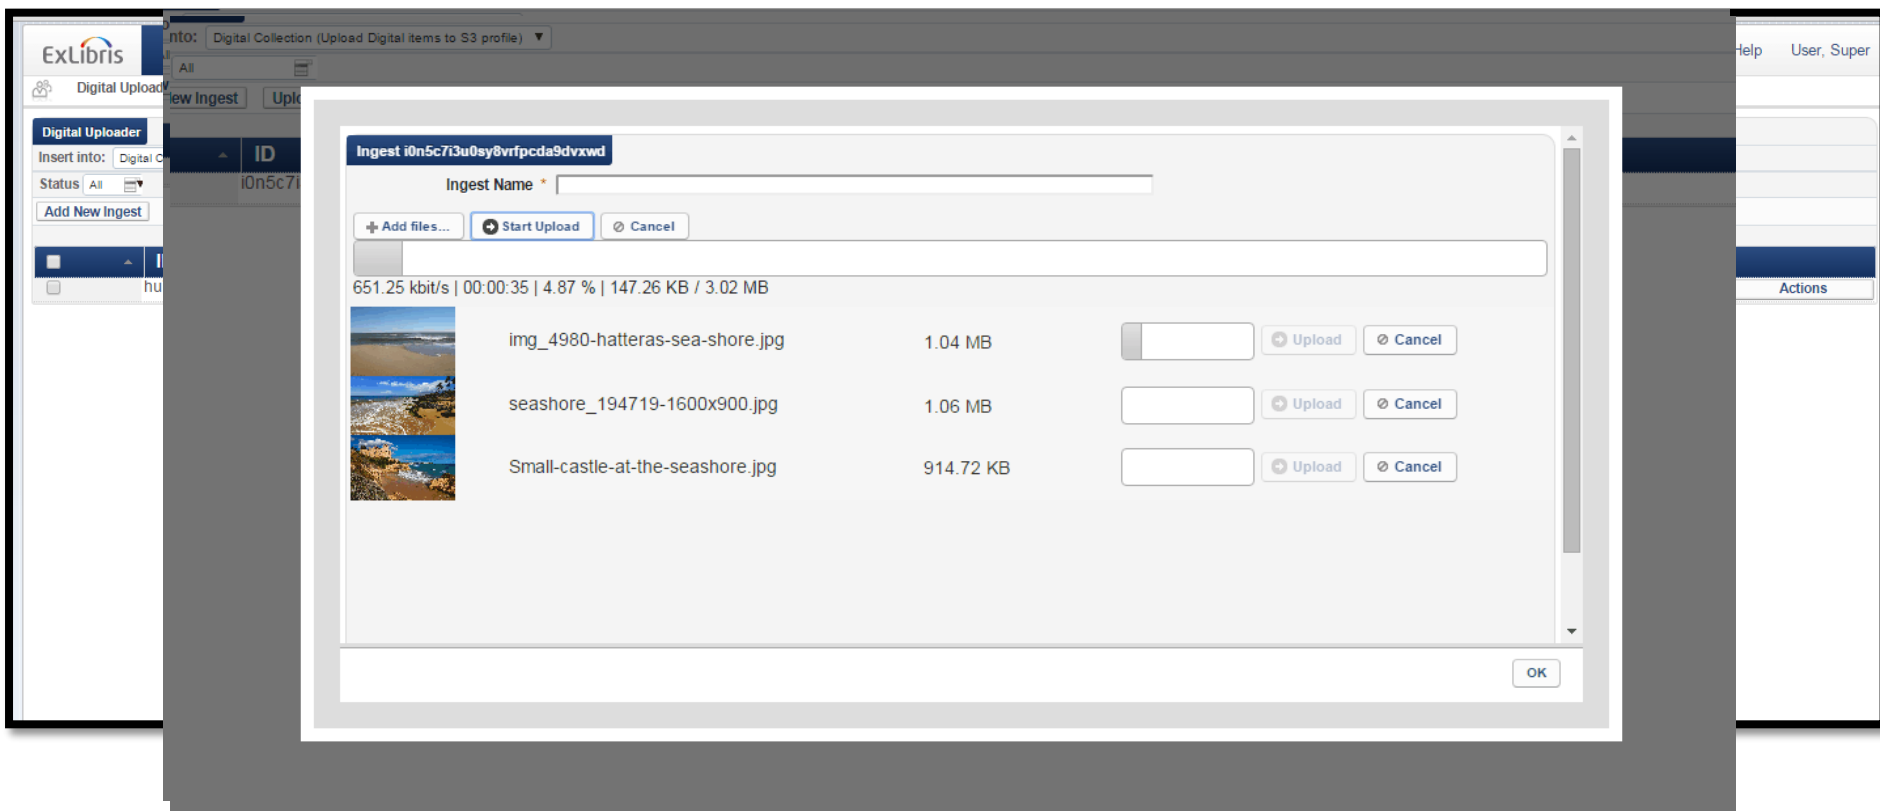 ExLibris
Help User, Super
Digital Upload
Digital Uploader
Insert into: Digital C
Status All
Add New Ingest
hu
nto: Digital Collection (Upload Digital items to S3 profile)
All
lew Ingest Uplo
ID
i0n5c7i
Actions
Ingest i0n5c7i3u0sy8vrfpcda9dvxwd
Ingest Name *
Add files... Start Upload Cancel
651.25 kbit/s | 00:00:35 | 4.87 % | 147.26 KB / 3.02 MB
img_4980-hatteras-sea-shore.jpg 1.04 MB Upload Cancel
seashore_194719-1600x900.jpg 1.06 MB Upload Cancel
Small-castle-at-the-seashore.jpg 914.72 KB Upload Cancel
OK